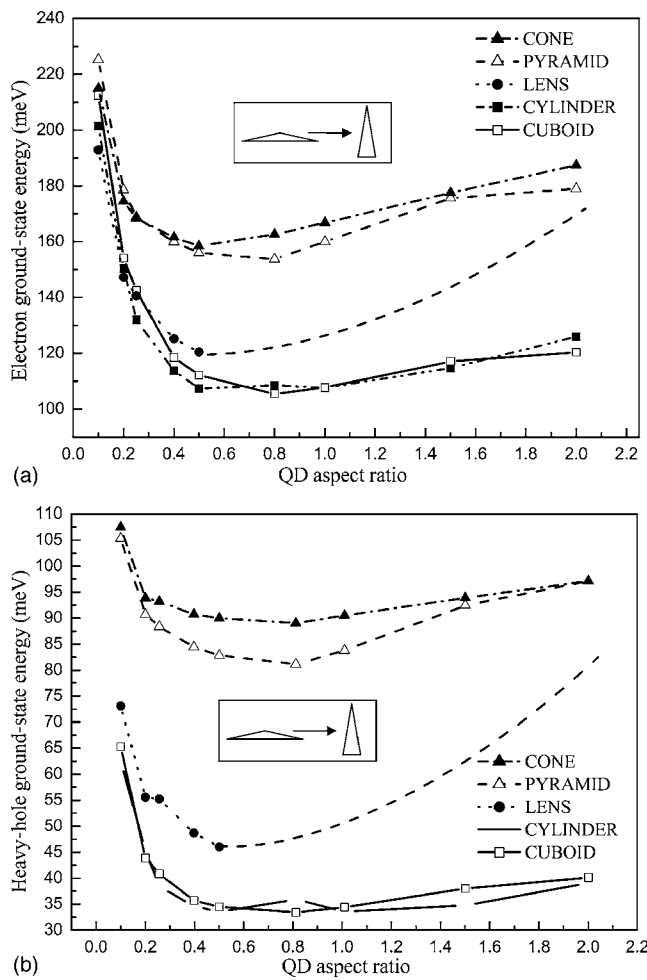 240
220
200
180
160
140
120
100
Electron ground-state energy (meV)
CONE
PYRAMID
LENS
CYLINDER
CUBOID
0.0 0.2 0.4 0.6 0.8 1.0 1.2 1.4 1.6 1.8 2.0 2.2
(a)
QD aspect ratio
110
105
100
95
90
85
80
75
70
65
60
55
50
45
40
35
30
Heavy-hole ground-state energy (meV)
CONE
PYRAMID
LENS
CYLINDER
CUBOID
0.0 0.2 0.4 0.6 0.8 1.0 1.2 1.4 1.6 1.8 2.0 2.2
(b)
QD aspect ratio